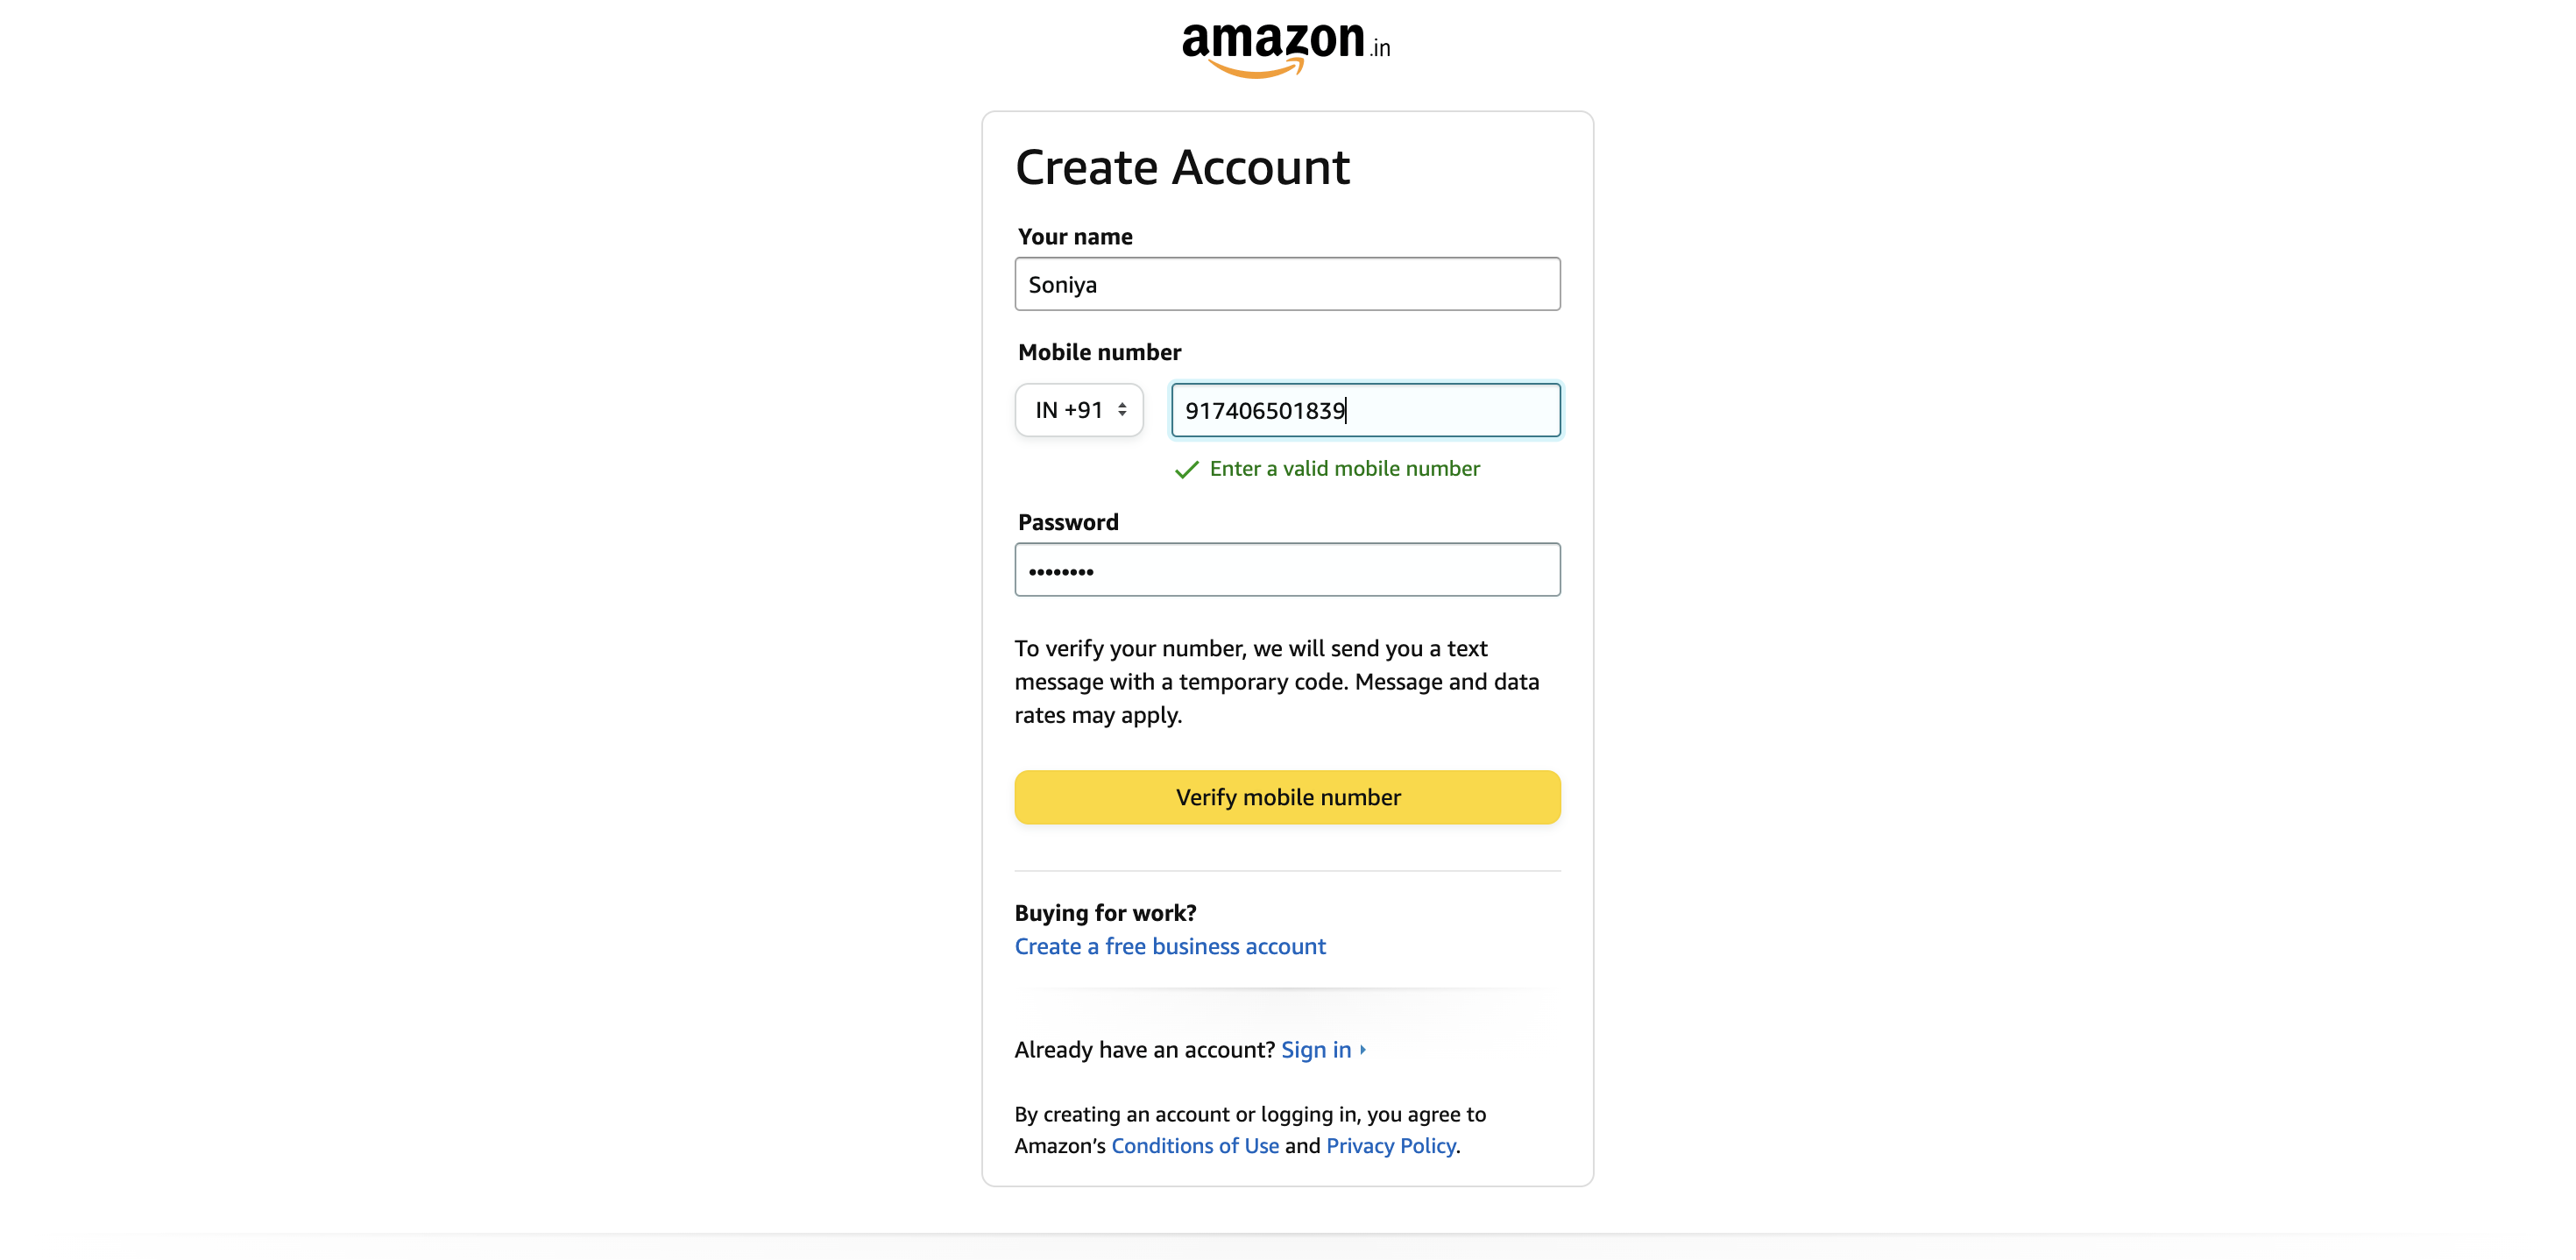 amazon.in
Create Account
Your name
Soniya
Mobile number
IN +91
917406501839
Enter a valid mobile number
Password
••••••••
To verify your number, we will send you a text
message with a temporary code. Message and data
rates may apply.
Verify mobile number
Buying for work?
Create a free business account
Already have an account? Sign in
By creating an account or logging in, you agree to
Amazon’s Conditions of Use and Privacy Policy.